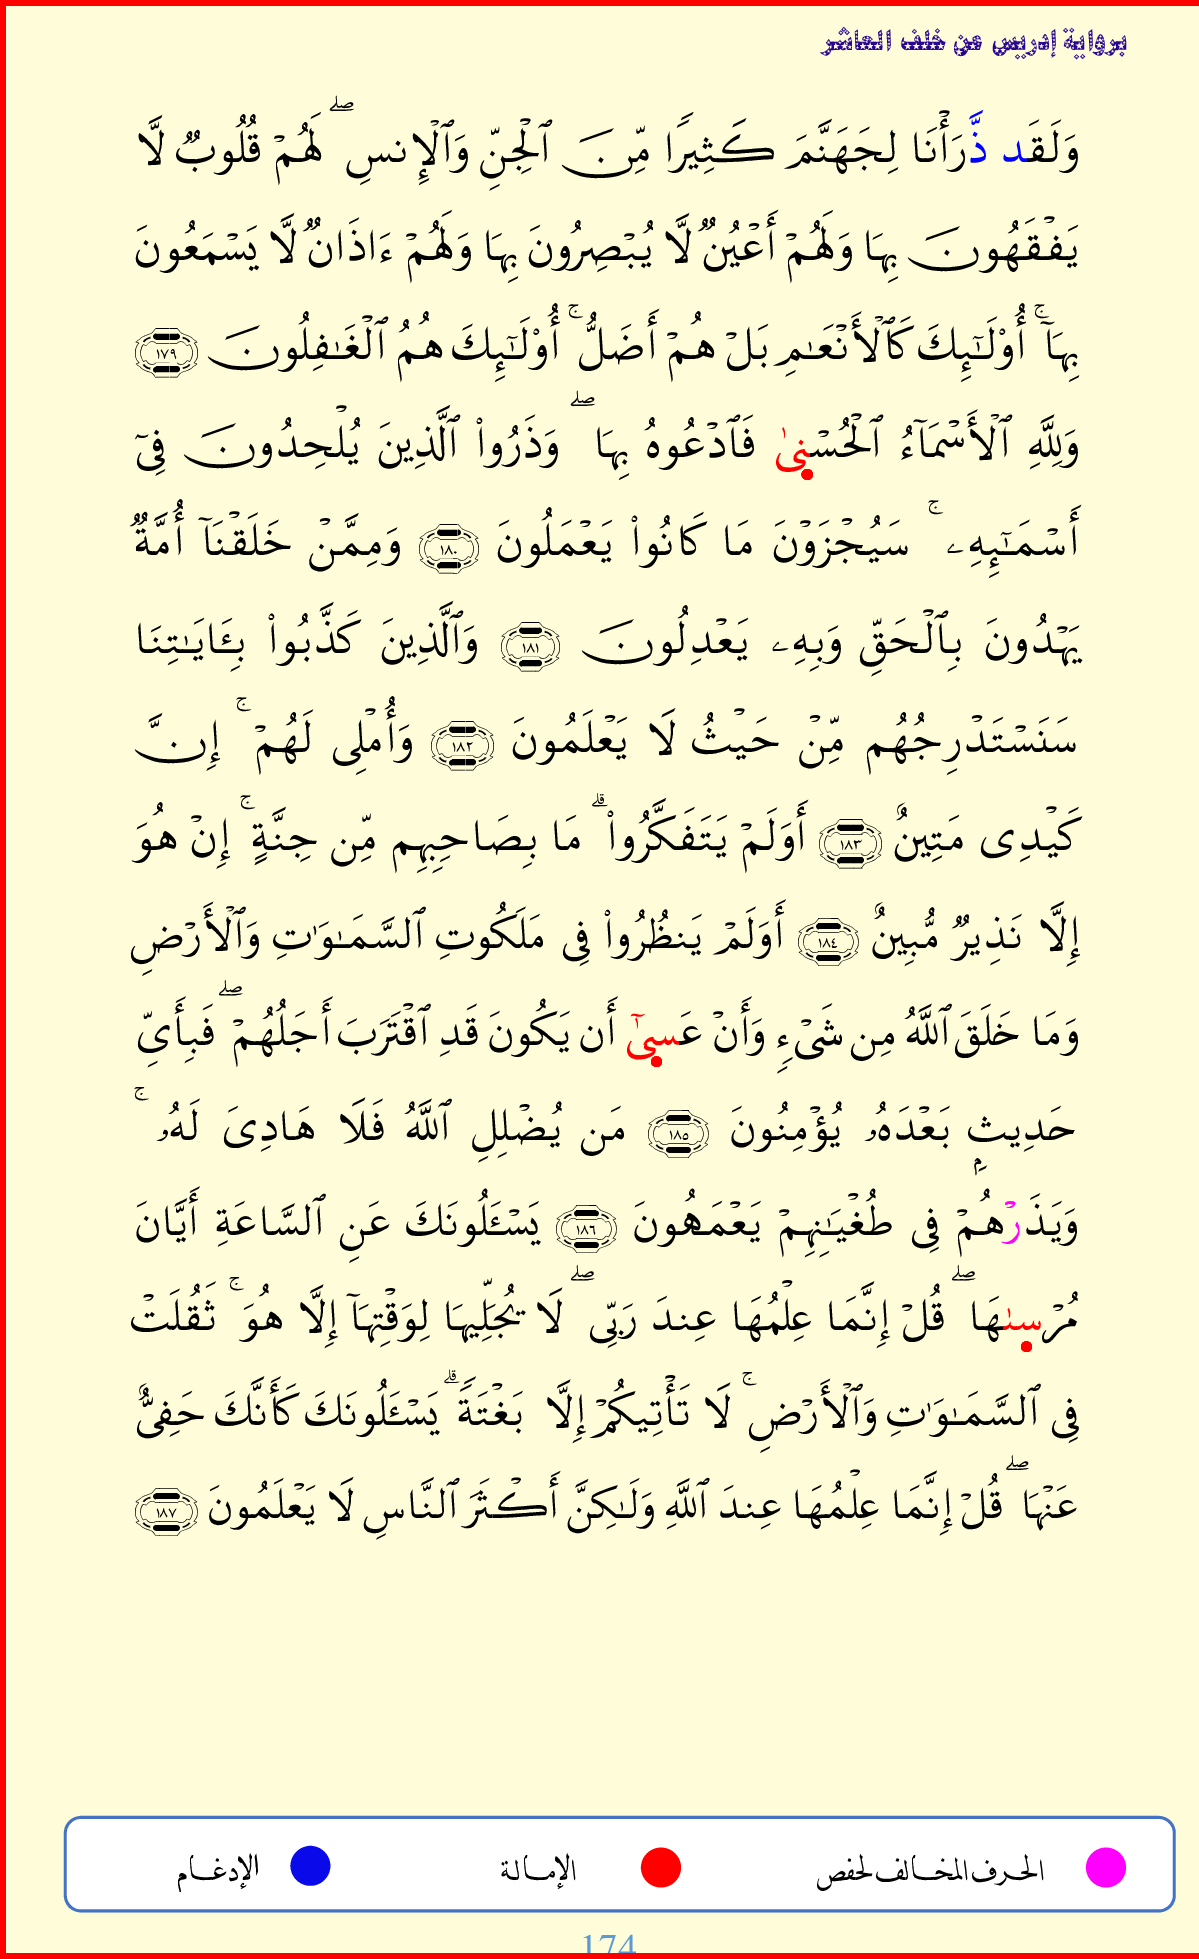 برواية إدريس عن خلف العاشر
وَلَقَد ذَّرَأۡنَا لِجَهَنَّمَ كَثِيرٗا مِّنَ ٱلۡجِنِّ وَٱلۡإِنسِۖ لَهُمۡ قُلُوبٞ لَّا
يَفۡقَهُونَ بِهَا وَلَهُمۡ أَعۡيُنٞ لَّا يُبۡصِرُونَ بِهَا وَلَهُمۡ ءَاذَانٞ لَّا يَسۡمَعُونَ
بِهَآۚ أُوْلَـٰٓئِكَ كَٱلۡأَنۡعَـٰمِ بَلۡ هُمۡ أَضَلُّۚ أُوْلَـٰٓئِكَ هُمُ ٱلۡغَـٰفِلُونَ ١٧٩
وَلِلَّهِ ٱلۡأَسۡمَآءُ ٱلۡحُسۡنىٰ فَٱدۡعُوهُ بِهَاۖ وَذَرُواْ ٱلَّذِينَ يُلۡحِدُونَ فِىٓ
أَسۡمَـٰٓئِهِۦۚ سَيُجۡزَوۡنَ مَا كَانُواْ يَعۡمَلُونَ ١٨٠ وَمِمَّنۡ خَلَقۡنَآ أُمَّةٞ
يَهۡدُونَ بِٱلۡحَقِّ وَبِهِۦ يَعۡدِلُونَ ١٨١ وَٱلَّذِينَ كَذَّبُواْ بِـَٔايَـٰتِنَا
سَنَسۡتَدۡرِجُهُم مِّنۡ حَيۡثُ لَا يَعۡلَمُونَ ١٨٢ وَأُمۡلِى لَهُمۡۚ إِنَّ
كَيۡدِى مَتِينٌ ١٨٣ أَوَلَمۡ يَتَفَكَّرُواْۗ مَا بِصَاحِبِهِم مِّن جِنَّةٍۚ إِنۡ هُوَ
إِلَّا نَذِيرٞ مُّبِينٌ ١٨٤ أَوَلَمۡ يَنظُرُواْ فِى مَلَكُوتِ ٱلسَّمَـٰوَٰتِ وَٱلۡأَرۡضِ
وَمَا خَلَقَ ٱللَّهُ مِن شَىۡءٍ وَأَنۡ عَسىٰٓ أَن يَكُونَ قَدِ ٱقۡتَرَبَ أَجَلُهُمۡۖ فَبِأَىِّ
حَدِيثِۭ بَعۡدَهُۥ يُؤۡمِنُونَ ١٨٥ مَن يُضۡلِلِ ٱللَّهُ فَلَا هَادِىَ لَهُۥۚ
وَيَذَرۡهُمۡ فِى طُغۡيَـٰنِهِمۡ يَعۡمَهُونَ ١٨٦ يَسۡـَٔلُونَكَ عَنِ ٱلسَّاعَةِ أَيَّانَ
مُرۡسىٰهَاۖ قُلۡ إِنَّمَا عِلۡمُهَا عِندَ رَبِّىۖ لَا يُجَلِّيهَا لِوَقۡتِهَآ إِلَّا هُوَۚ ثَقُلَتۡ
فِى ٱلسَّمَـٰوَٰتِ وَٱلۡأَرۡضِۚ لَا تَأۡتِيكُمۡ إِلَّا بَغۡتَةٗۗ يَسۡـَٔلُونَكَ كَأَنَّكَ حَفِىٌّ
عَنۡهَاۖ قُلۡ إِنَّمَا عِلۡمُهَا عِندَ ٱللَّهِ وَلَـٰكِنَّ أَكۡثَرَ ٱلنَّاسِ لَا يَعۡلَمُونَ ١٨٧
الحرف المخالف لحفص الإمالة الإدغام
174